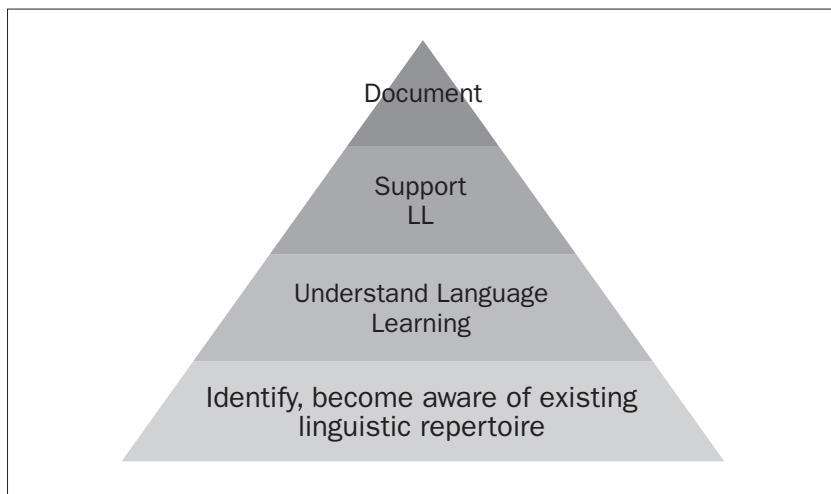 Document
Support
LL
Understand Language
Learning
Identify, become aware of existing
linguistic repertoire